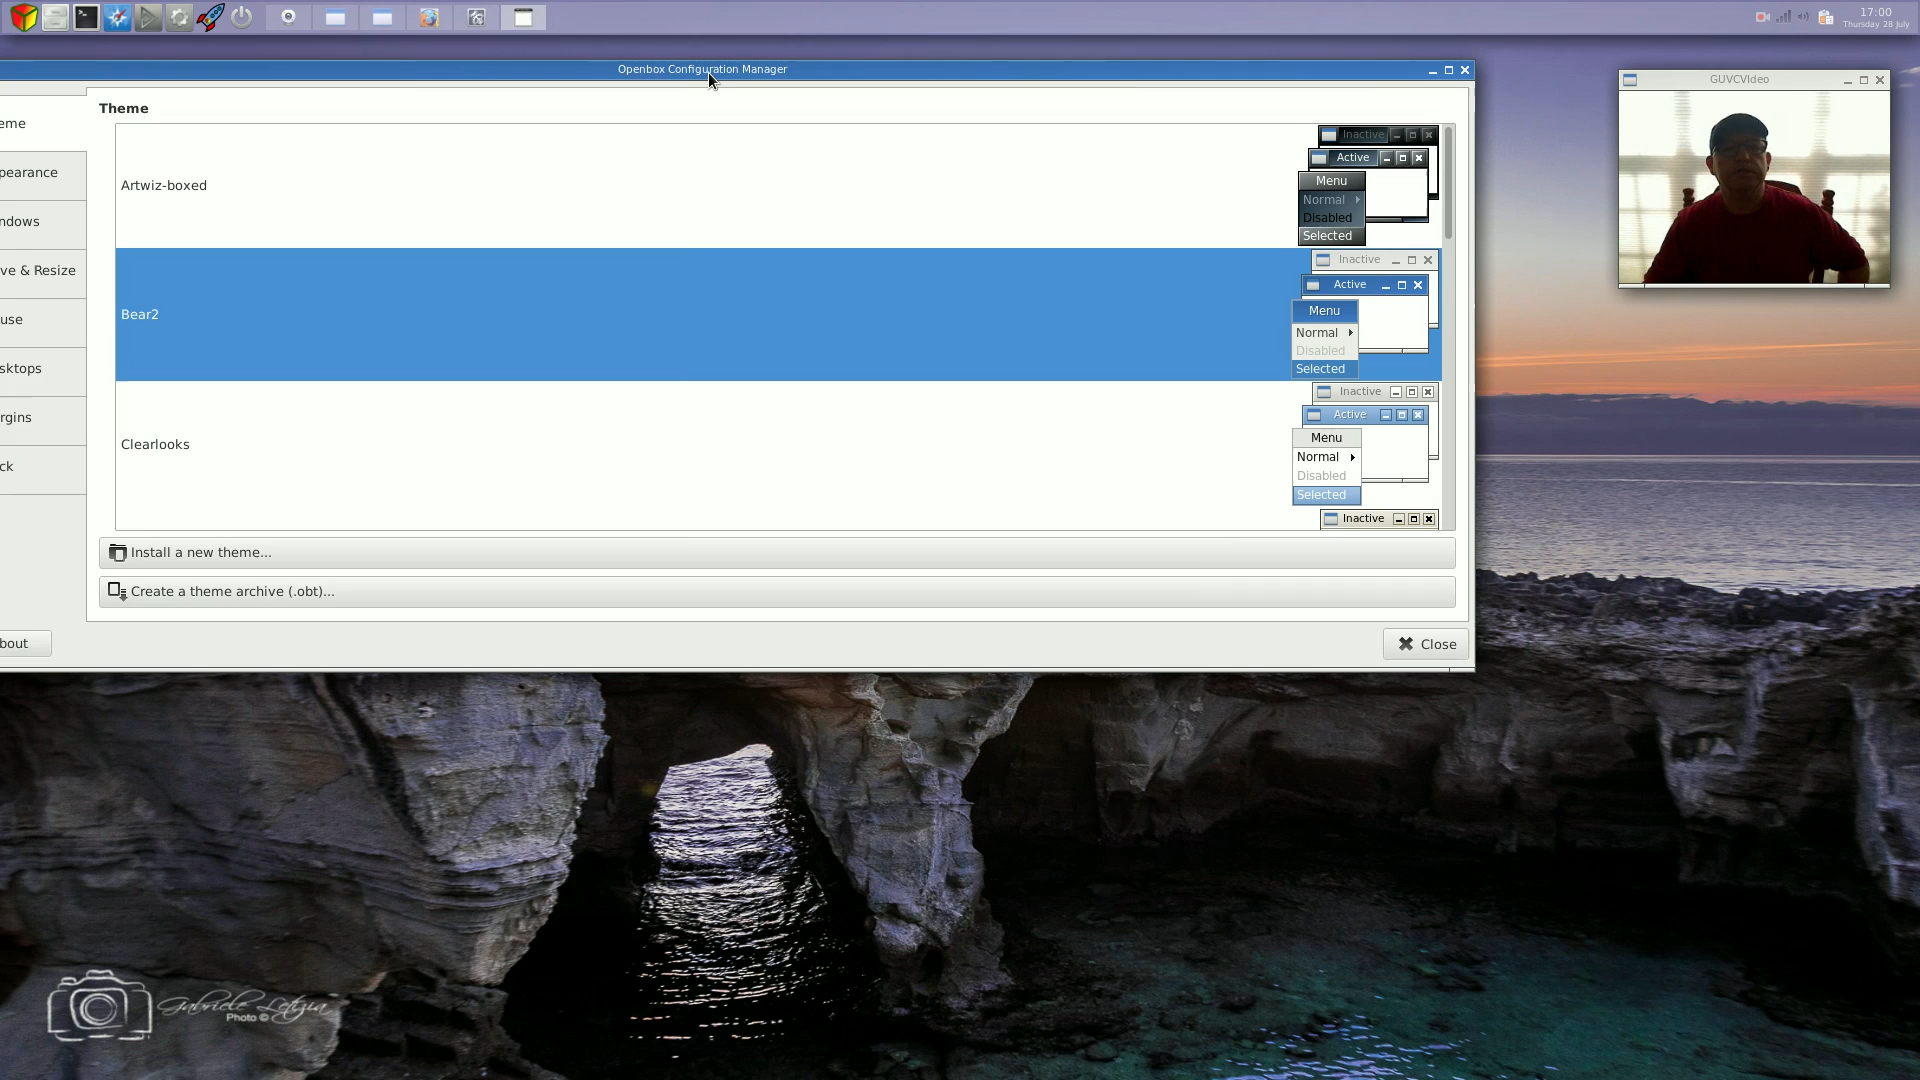 17:00
Thursday 28 July
Openbox Configuration Manager
GUVCVideo
eme
pearance
ndows
ve & Resize
use
sktops
rgins
ck
bout
Theme
Artwiz-boxed
Inactive
Active
Menu
Normal
Disabled
Selected
Bear2
Inactive
Active
Menu
Normal
Disabled
Selected
Clearlooks
Inactive
Active
Menu
Normal
Disabled
Selected
Inactive
Install a new theme...
Create a theme archive (.obt)...
Close
Gabriele Letizia
Photo ©